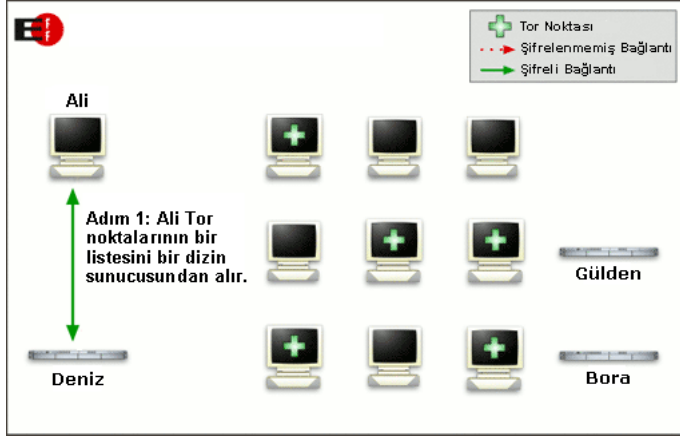 E F F
Tor Noktası
Şifrelenmemiş Bağlantı
Şifreli Bağlantı
Ali
Adım 1: Ali Tor
noktalarının bir
listesini bir dizin
sunucusundan alır.
Gülden
Deniz
Bora